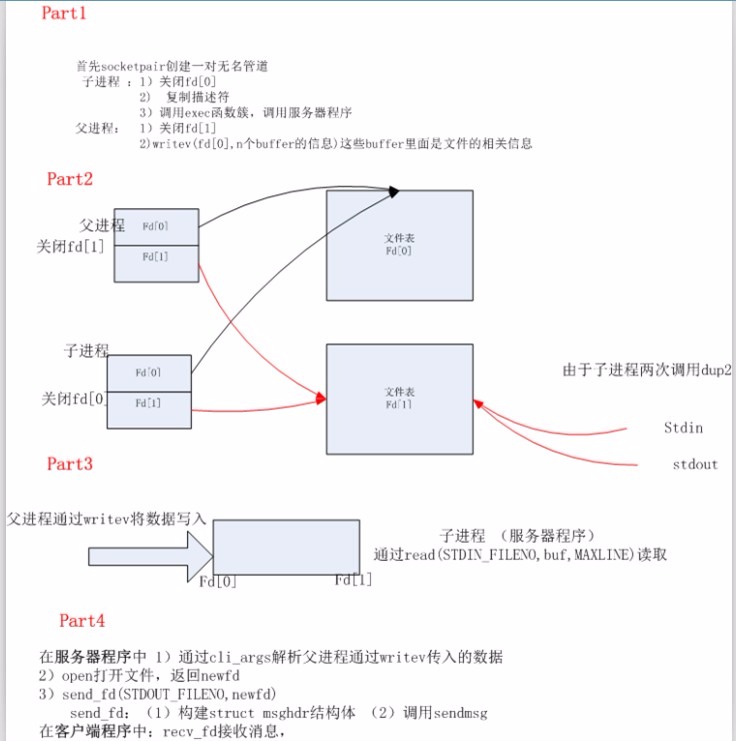 Part1
首先socketpair创建一对无名管道
子进程 : 1) 关闭fd[0]
2) 复制描述符
3) 调用exec函数簇, 调用服务器程序
父进程: 1) 关闭fd[1]
2)writev(fd[0],n个buffer的信息)这些buffer里面是文件的相关信息
Part2
父进程
Fd[0]
关闭fd[1]
Fd[1]
文件表
Fd[0]
子进程
Fd[0]
关闭fd[0]
Fd[1]
文件表
Fd[1]
由于子进程两次调用dup2
Stdin
stdout
Part3
父进程通过writev将数据写入
Fd[0]
Fd[1]
子进程 (服务器程序)
通过read(STDIN_FILENO,buf,MAXLINE)读取
Part4
在服务器程序中 1) 通过cli_args解析父进程通过writev传入的数据
2) open打开文件, 返回newfd
3) send_fd(STDOUT_FILENO,newfd)
send_fd: (1) 构建struct msghdr结构体 (2) 调用sendmsg
在客户端程序中: recv_fd接收消息,